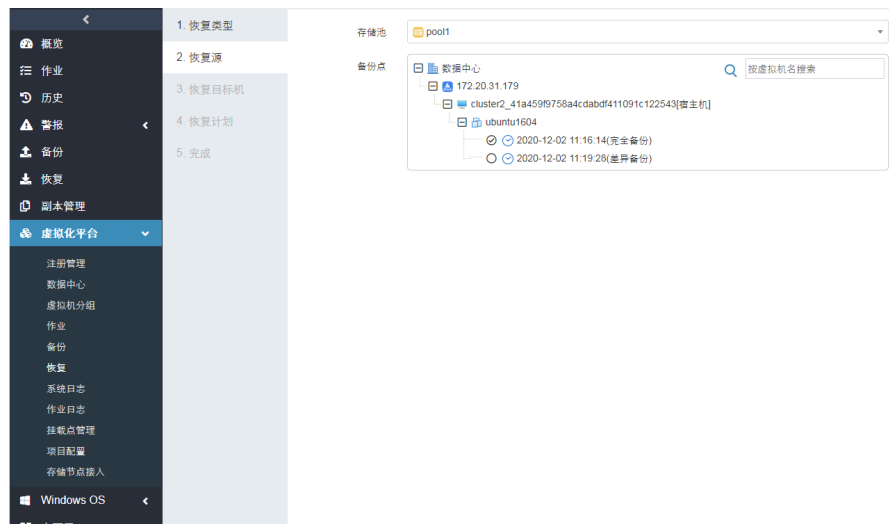 概览
作业
历史
警报
备份
恢复
副本管理
虚拟化平台
注册管理
数据中心
虚拟机分组
作业
备份
恢复
系统日志
作业日志
挂载点管理
项目配置
存储节点接入
Windows OS
1. 恢复类型
2. 恢复源
3. 恢复目标机
4. 恢复计划
5. 完成
存储池
pool1
备份点
数据中心
按虚拟机名搜索
172.20.31.179
cluster2_41a459f9758a4cdabdf411091c122543[宿主机]
ubuntu1604
2020-12-02 11:16:14(完全备份)
2020-12-02 11:19:28(差异备份)